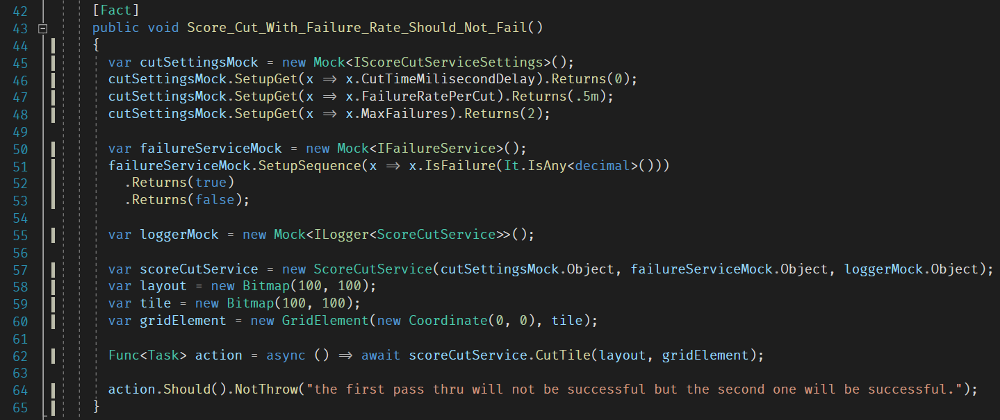 42 [Fact]
43 public void Score_Cut_With_Failure_Rate_Should_Not_Fail()
44 {
45 var cutSettingsMock = new Mock<IScoreCutServiceSettings>();
46 cutSettingsMock.SetupGet(x => x.CutTimeMilisecondDelay).Returns(0);
47 cutSettingsMock.SetupGet(x => x.FailureRatePerCut).Returns(.5m);
48 cutSettingsMock.SetupGet(x => x.MaxFailures).Returns(2);
49
50 var failureServiceMock = new Mock<IFailureService>();
51 failureServiceMock.SetupSequence(x => x.IsFailure(It.IsAny<decimal>()))
52 .Returns(true)
53 .Returns(false);
54
55 var loggerMock = new Mock<ILogger<ScoreCutService>>();
56
57 var scoreCutService = new ScoreCutService(cutSettingsMock.Object, failureServiceMock.Object, loggerMock.Object);
58 var layout = new Bitmap(100, 100);
59 var tile = new Bitmap(100, 100);
60 var gridElement = new GridElement(new Coordinate(0, 0), tile);
61
62 Func<Task> action = async () => await scoreCutService.CutTile(layout, gridElement);
63
64 action.Should().NotThrow("the first pass thru will not be successful but the second one will be successful.");
65 }